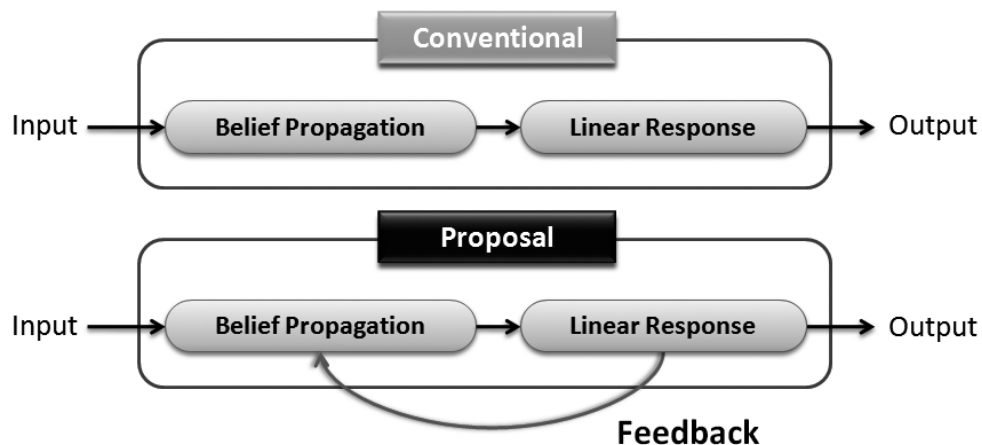 Conventional
Input Belief Propagation Linear Response Output
Proposal
Input Belief Propagation Linear Response Output
Feedback